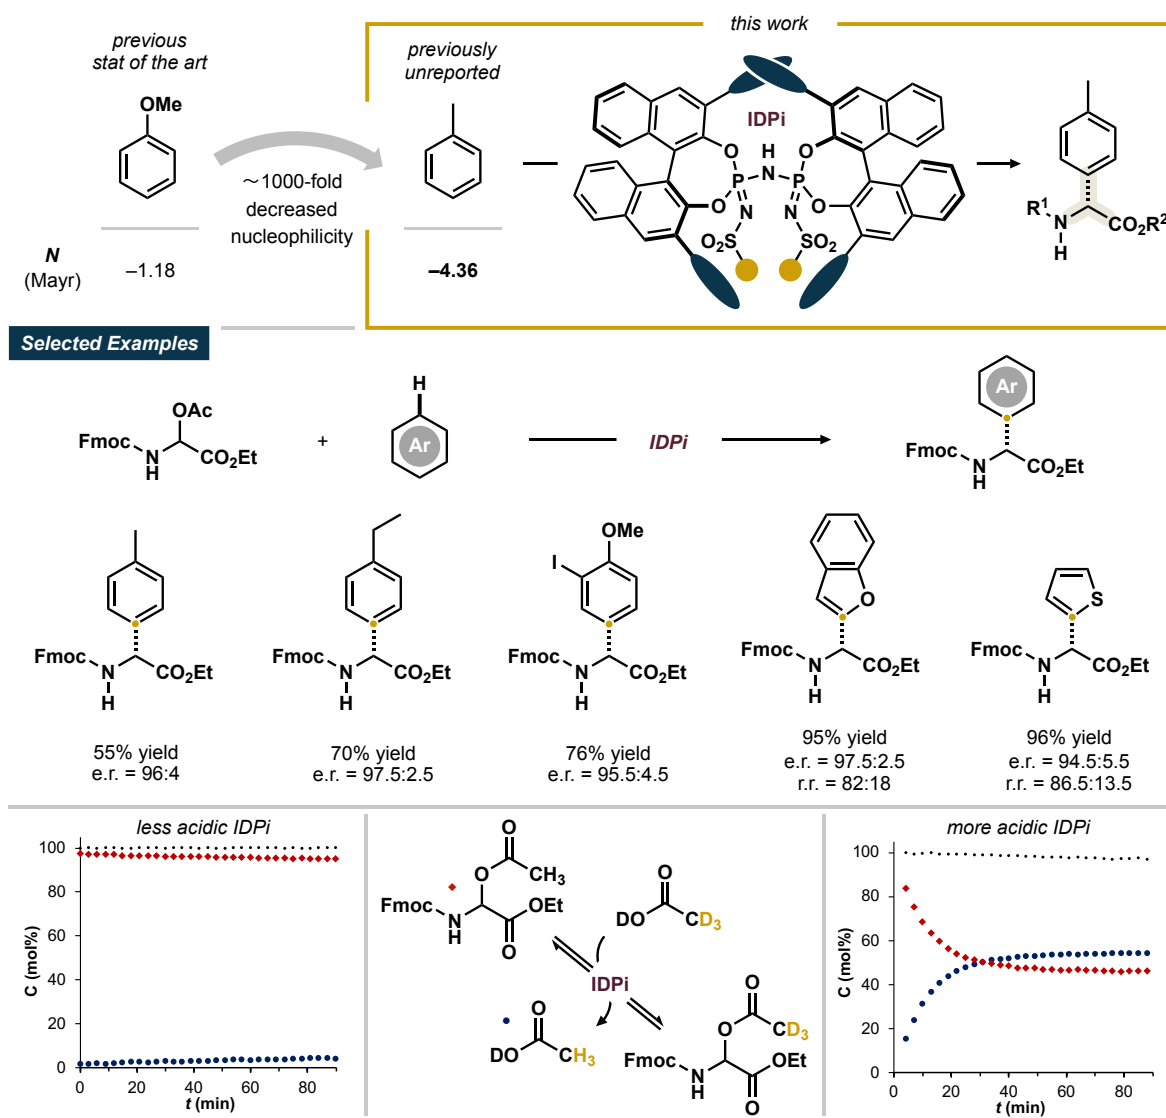 this work
previous
stat of the art
previously
unreported
OMe
~1000-fold
decreased
nucleophilicity
N
(Mayr)
–1.18
–4.36
IDPi
O
H
O
P
N
P
O
O
N
N
O2S
SO2
R1
N
H
CO2R2
Selected Examples
OAc
Fmoc
N
H
CO2Et
+
H
Ar
IDPi
Ar
Fmoc
N
H
CO2Et
Fmoc
N
H
CO2Et
55% yield
e.r. = 96:4
Fmoc
N
H
CO2Et
70% yield
e.r. = 97.5:2.5
OMe
I
Fmoc
N
H
CO2Et
76% yield
e.r. = 95.5:4.5
O
Fmoc
N
H
CO2Et
95% yield
e.r. = 97.5:2.5
r.r. = 82:18
S
Fmoc
N
H
CO2Et
96% yield
e.r. = 94.5:5.5
r.r. = 86.5:13.5
less acidic IDPi
C (mol%)
100
80
60
40
20
0
0
20
40
60
80
t (min)
O
O
CH3
Fmoc
N
H
OEt
O
O
DO
CD3
IDPi
O
DO
CH3
O
O
CD3
Fmoc
N
H
OEt
O
more acidic IDPi
C (mol%)
100
80
60
40
20
0
0
20
40
60
80
t (min)